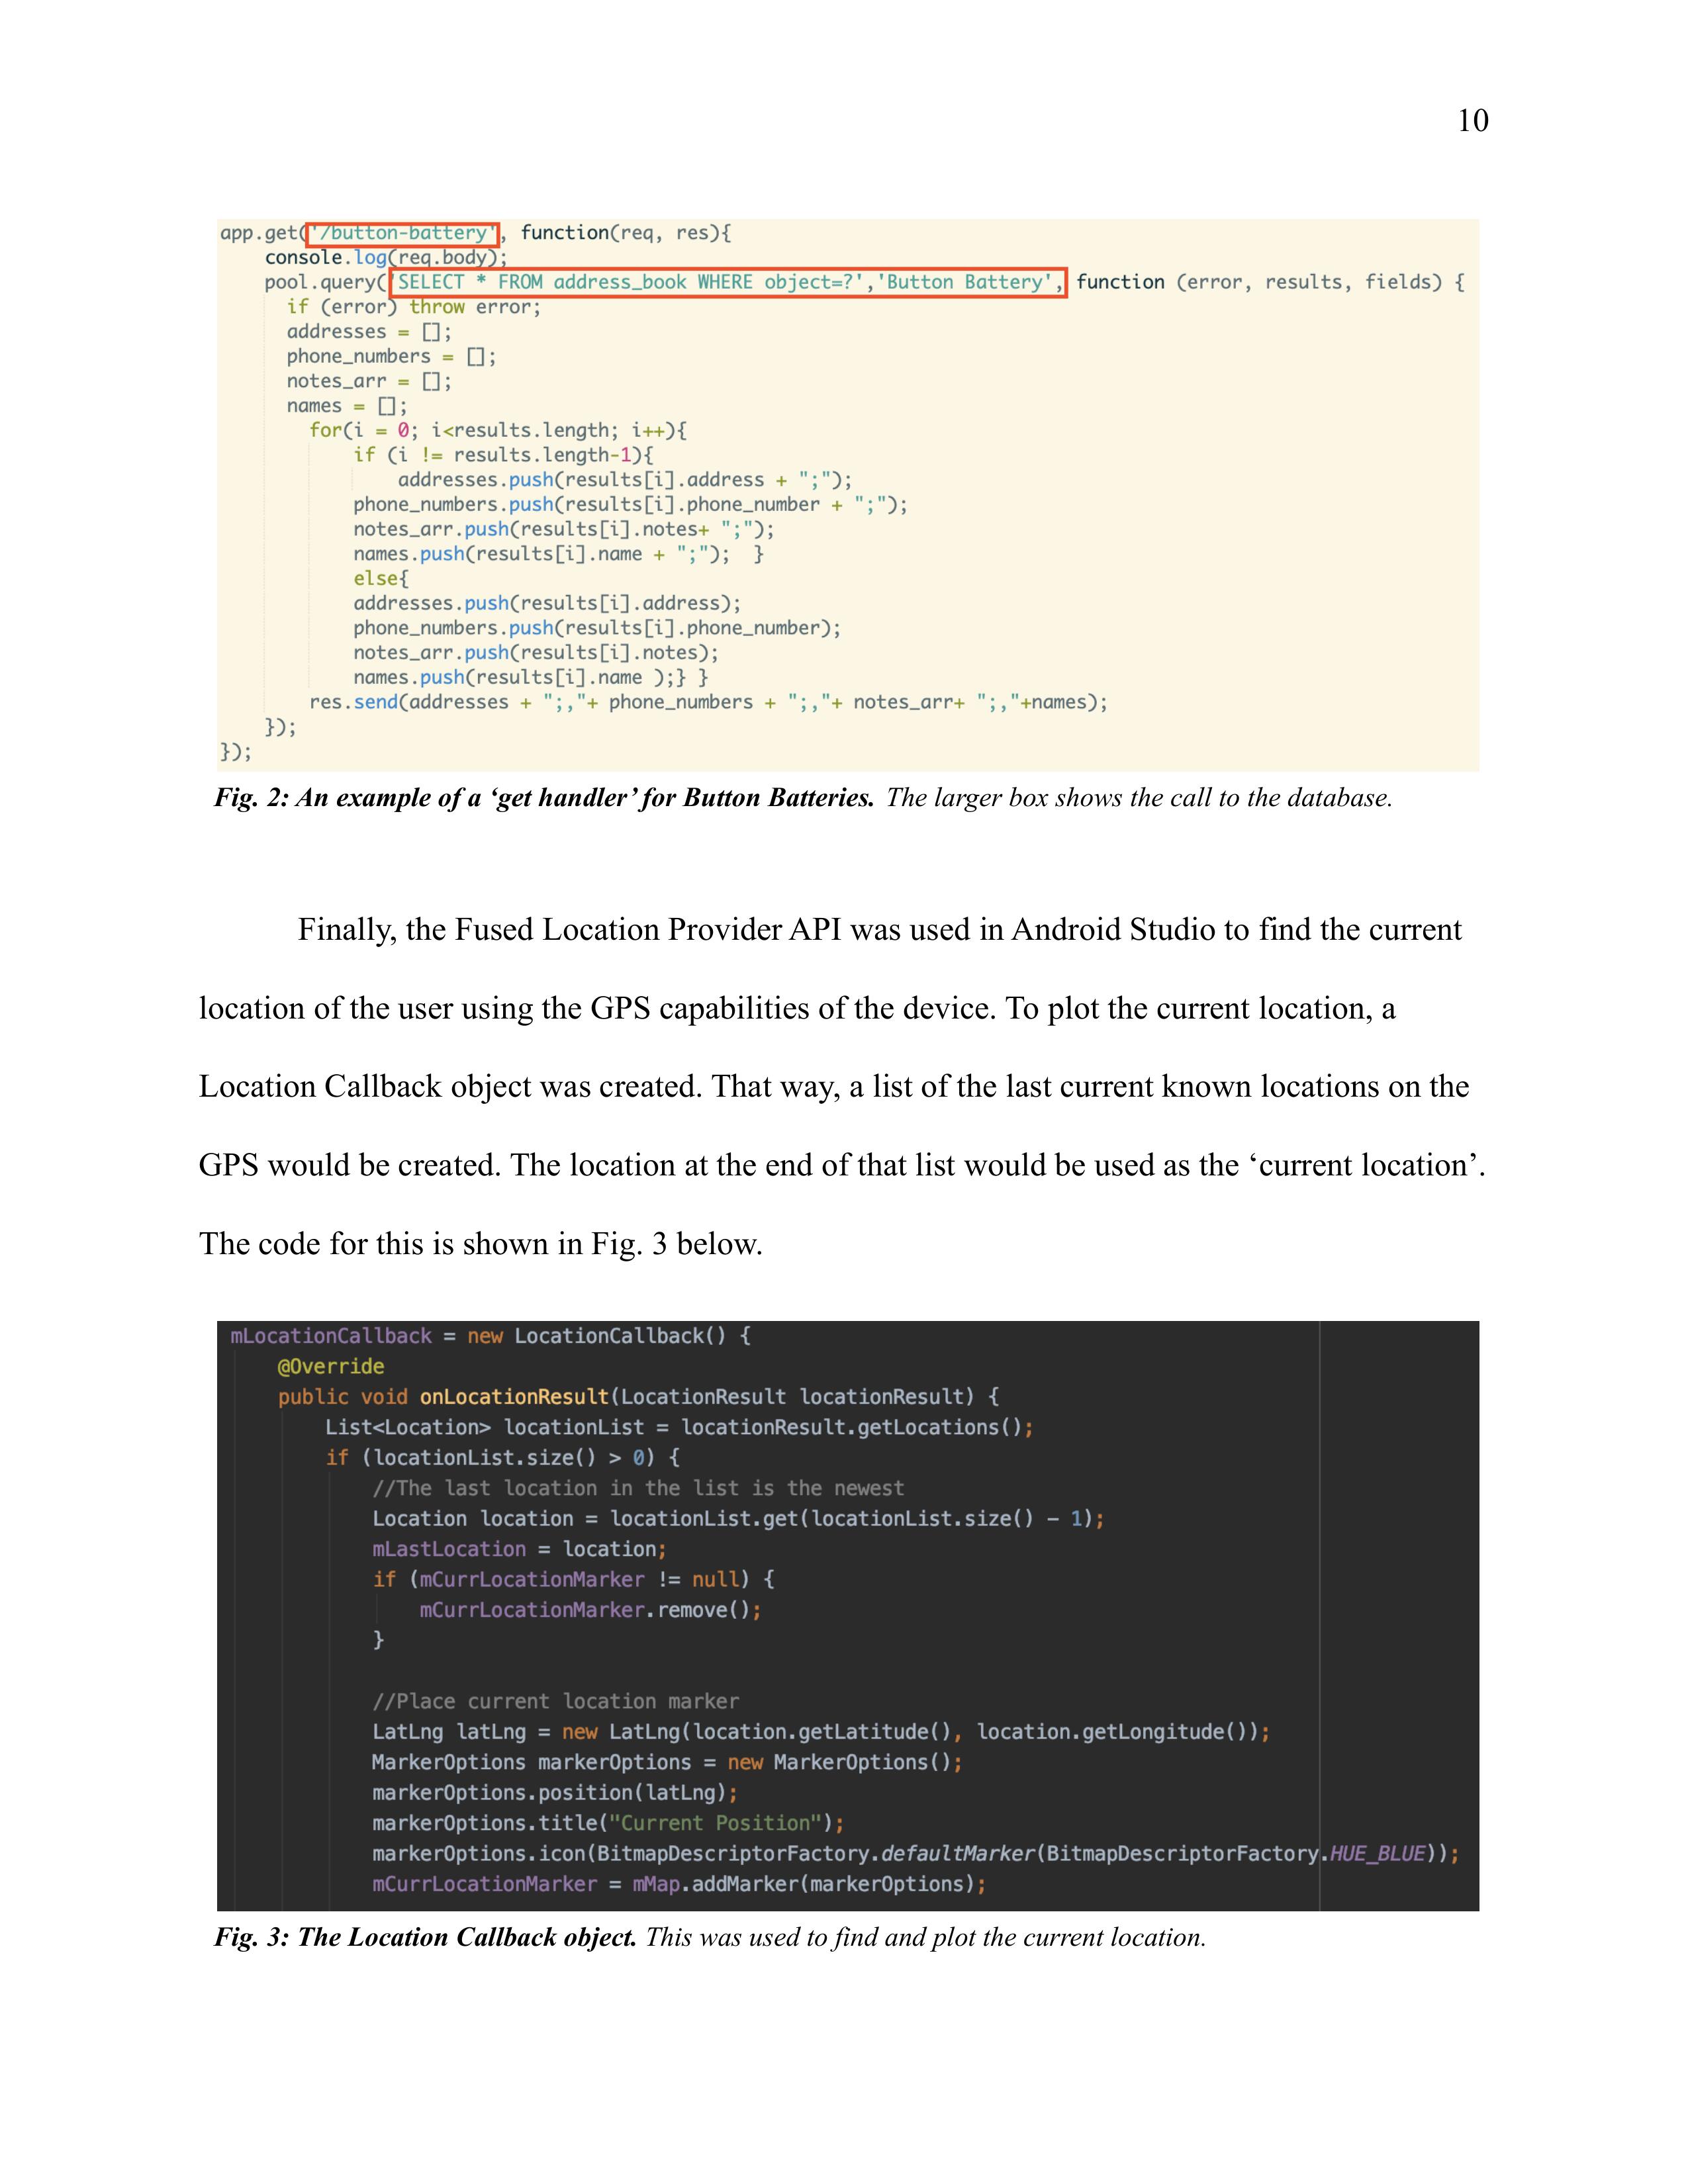 10
app.get('/button-battery', function(req, res){
console.log(req.body);
pool.query('SELECT * FROM address_book WHERE object=?','Button Battery', function (error, results, fields) {
if (error) throw error;
addresses = [];
phone_numbers = [];
notes_arr = [];
names = [];
for(i = 0; i<results.length; i++){
if (i != results.length-1){
addresses.push(results[i].address + ";");
phone_numbers.push(results[i].phone_number + ";");
notes_arr.push(results[i].notes+ ";");
names.push(results[i].name + ";");  }
else{
addresses.push(results[i].address);
phone_numbers.push(results[i].phone_number);
notes_arr.push(results[i].notes);
names.push(results[i].name );} }
res.send(addresses + ";,"+ phone_numbers + ";,"+ notes_arr+ ";,"+names);
});
});
Fig. 2: An example of a ‘get handler’ for Button Batteries. The larger box shows the call to the database.
Finally, the Fused Location Provider API was used in Android Studio to find the current
location of the user using the GPS capabilities of the device. To plot the current location, a
Location Callback object was created. That way, a list of the last current known locations on the
GPS would be created. The location at the end of that list would be used as the ‘current location’.
The code for this is shown in Fig. 3 below.
mLocationCallback = new LocationCallback() {
@Override
public void onLocationResult(LocationResult locationResult) {
List<Location> locationList = locationResult.getLocations();
if (locationList.size() > 0) {
//The last location in the list is the newest
Location location = locationList.get(locationList.size() - 1);
mLastLocation = location;
if (mCurrLocationMarker != null) {
mCurrLocationMarker.remove();
}
//Place current location marker
LatLng latLng = new LatLng(location.getLatitude(), location.getLongitude());
MarkerOptions markerOptions = new MarkerOptions();
markerOptions.position(latLng);
markerOptions.title("Current Position");
markerOptions.icon(BitmapDescriptorFactory.defaultMarker(BitmapDescriptorFactory.HUE_BLUE));
mCurrLocationMarker = mMap.addMarker(markerOptions);
Fig. 3: The Location Callback object. This was used to find and plot the current location.